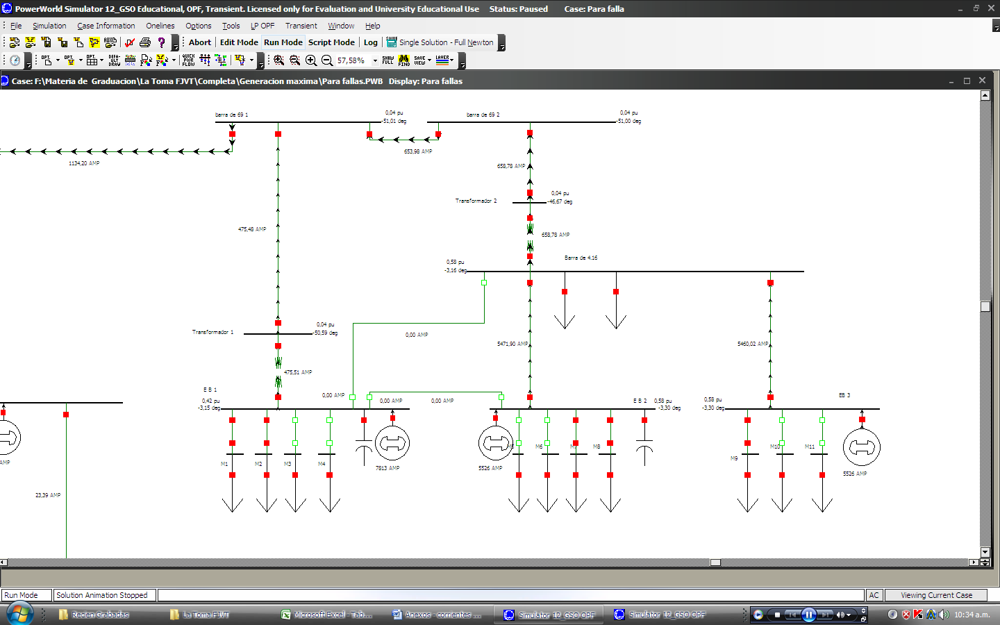 PowerWorld Simulator 12_GSO Educational, OPF, Transient. Licensed only for Evaluation and University Educational Use Status: Paused Case: Para falla
File Simulation Case Information Onelines Options Tools LP OPF Transient Window Help
Abort Edit Mode Run Mode Script Mode Log Single Solution - Full Newton
57,58%
Case: F:\Materia de Graduacion\La Toma FJVT\Completa\Generacion maxima\Para fallas.PWB Display: Para fallas
barra de 69 1
0,04 pu
-51,01 deg
barra de 69 2
0,04 pu
-51,00 deg
653,98 AMP
1134,20 AMP
658,78 AMP
0,04 pu
-46,67 deg
Transformador 2
475,48 AMP
658,78 AMP
0,58 pu
-3,16 deg
Barra de 4.16
Transformador 1
0,04 pu
-50,59 deg
0,00 AMP
5471,90 AMP
5460,02 AMP
475,51 AMP
E B 1
0,42 pu
-3,15 deg
0,00 AMP
0,00 AMP
0,00 AMP
E B 2
0,58 pu
-3,30 deg
0,58 pu
-3,30 deg
EB 3
M1
M2
M3
M4
7813 AMP
M5
M6
M7
M8
5526 AMP
M9
M10
M11
5526 AMP
AMP
23,39 AMP
Run Mode Solution Animation Stopped AC Viewing Current Case
Recien Grabadas La Toma FJVT Microsoft Excel - Tab... Anexos - corrientes ... Simulator 12_GSO OPF Simulator 12_GSO OPF 10:34 a.m.